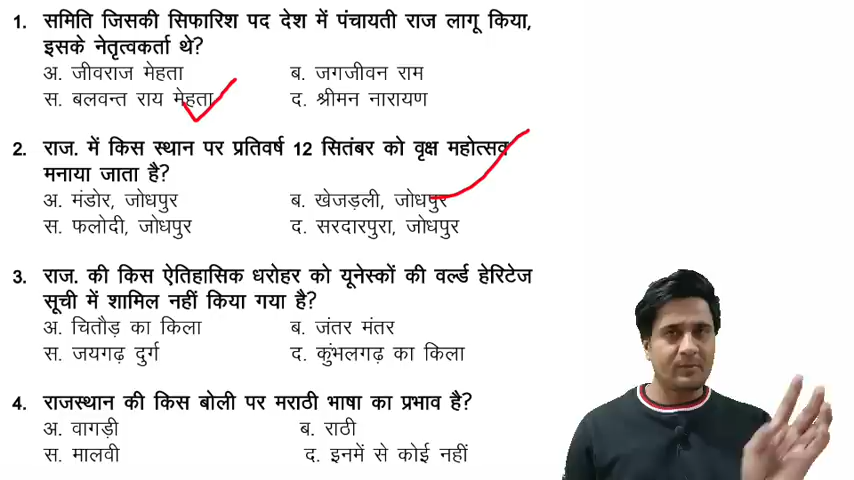 1. समिति जिसकी सिफारिश पद देश में पंचायती राज लागू किया,
इसके नेतृत्वकर्ता थे?
अ. जीवराज मेहता ब. जगजीवन राम
स. बलवन्त राय मेहता द. श्रीमन नारायण
2. राज. में किस स्थान पर प्रतिवर्ष 12 सितंबर को वृक्ष महोत्सव
मनाया जाता है?
अ. मंडोर, जोधपुर ब. खेजड़ली, जोधपुर
स. फलोदी, जोधपुर द. सरदारपुरा, जोधपुर
3. राज. की किस ऐतिहासिक धरोहर को यूनेस्कों की वर्ल्ड हेरिटेज
सूची में शामिल नहीं किया गया है?
अ. चितौड़ का किला ब. जंतर मंतर
स. जयगढ़ दुर्ग द. कुंभलगढ़ का किला
4. राजस्थान की किस बोली पर मराठी भाषा का प्रभाव है?
अ. वागड़ी ब. राठी
स. मालवी द. इनमें से कोई नहीं